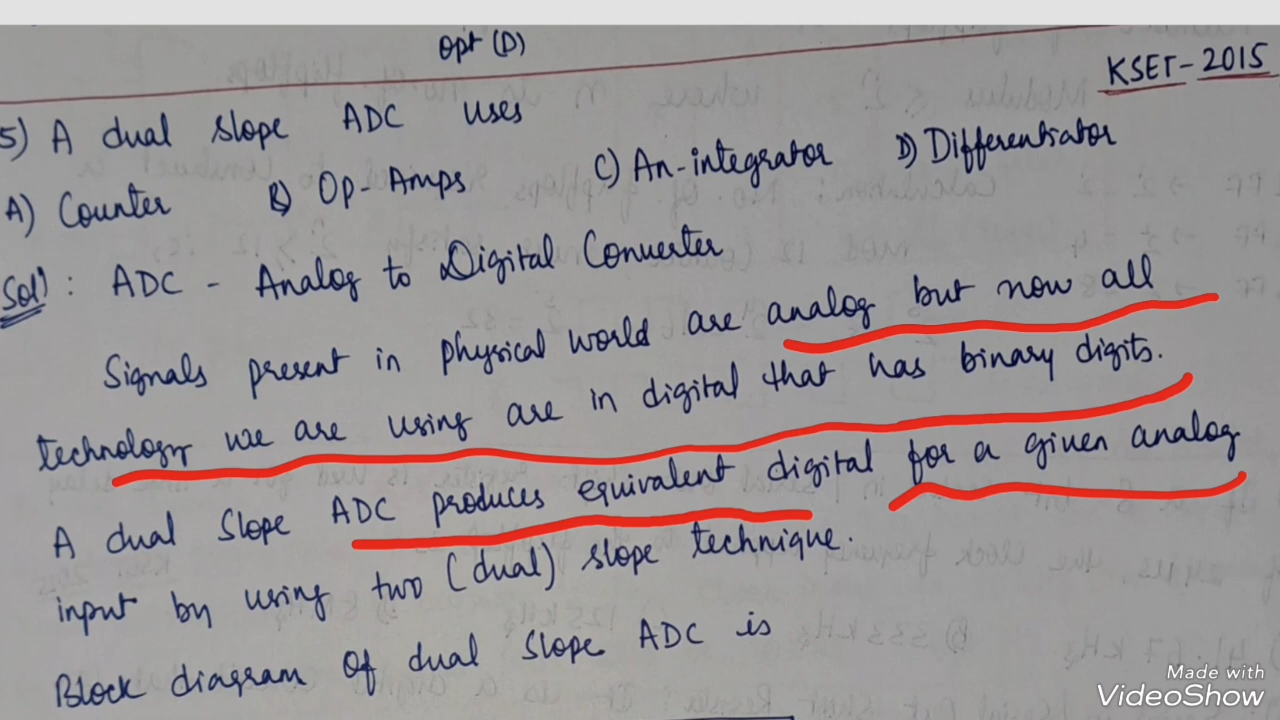 Opt (D)
KSET-2015
5) A dual slope ADC uses
A) Counter B) Op-Amps C) An-integrator D) Differentiator
Sol): ADC - Analog to Digital Converter
Signals present in physical world are analog but now all
technology we are using are in digital that has binary digits.
A dual slope ADC produces equivalent digital for a given analog
input by using two (dual) slope technique.
Block diagram Of dual slope ADC is
Made with
VideoShow